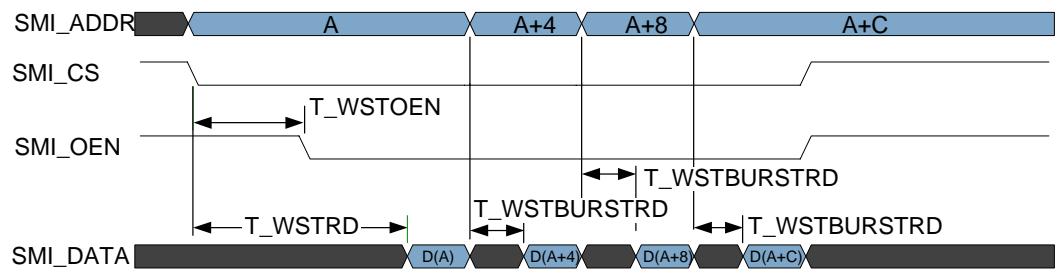 SMI_ADDR A A+4 A+8 A+C
SMI_CS
T_WSTOEN
SMI_OEN
T_WSTBURSTRD
T_WSTRD T_WSTBURSTRD T_WSTBURSTRD
SMI_DATA D(A) D(A+4) D(A+8) D(A+C)